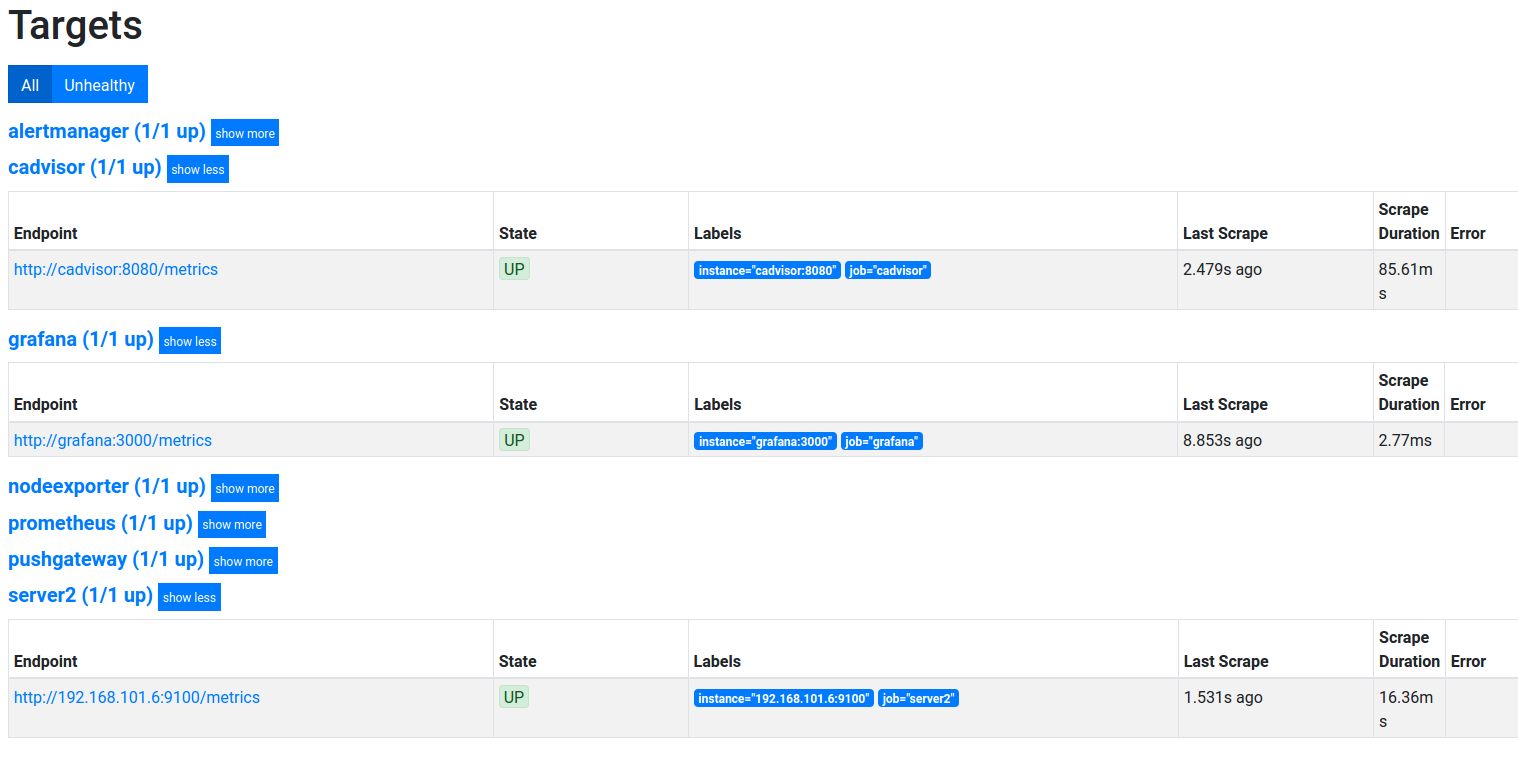 Targets
All Unhealthy
alertmanager (1/1 up) show more
cadvisor (1/1 up) show less
Endpoint State Labels Last Scrape Scrape Duration Error
http://cadvisor:8080/metrics UP instance="cadvisor:8080" job="cadvisor" 2.479s ago 85.61m
s
grafana (1/1 up) show less
Endpoint State Labels Last Scrape Scrape Duration Error
http://grafana:3000/metrics UP instance="grafana:3000" job="grafana" 8.853s ago 2.77ms
nodeexporter (1/1 up) show more
prometheus (1/1 up) show more
pushgateway (1/1 up) show more
server2 (1/1 up) show less
Endpoint State Labels Last Scrape Scrape Duration Error
http://192.168.101.6:9100/metrics UP instance="192.168.101.6:9100" job="server2" 1.531s ago 16.36m
s